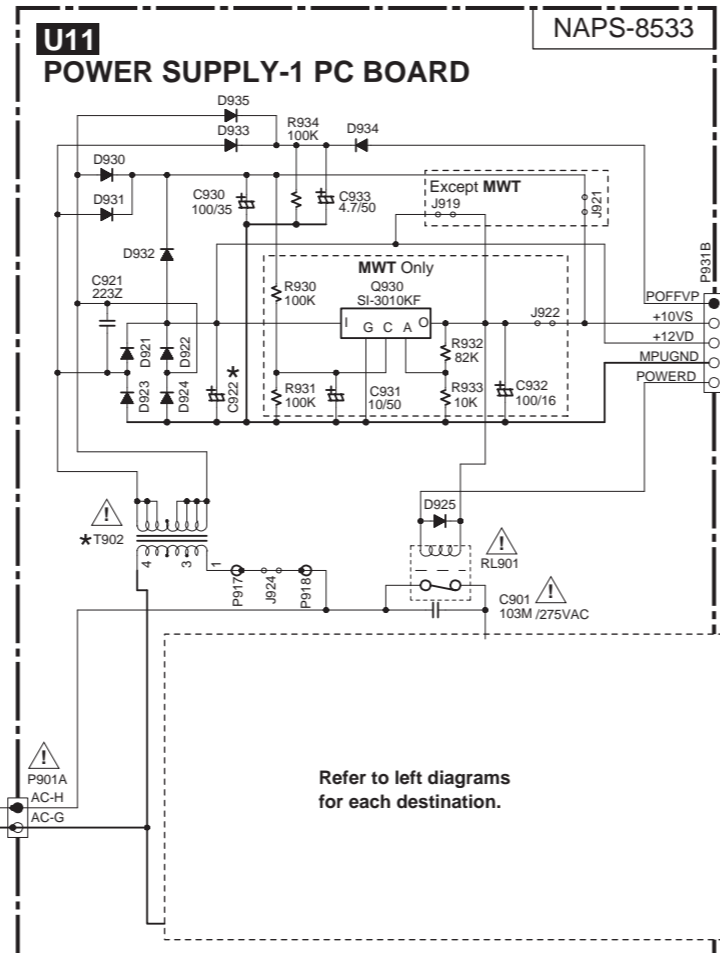 U11
NAPS-8533
POWER SUPPLY-1 PC BOARD
D935
R934
100K
D933
D934
D930
C930
100/35
C933
4.7/50
Except MWT
J919
J921
D931
D932
P931B
C921
223Z
MWT Only
Q930
SI-3010KF
R930
100K
I G C A O
J922
POFFVP
+10VS
+12VD
MPUGND
POWERD
D921
D922
R932
82K
D923
D924
C922 *
R931
100K
C931
10/50
R933
10K
C932
100/16
D925
! 
*T902
!
RL901
4
3
1
P917
J924
P918
C901
103M /275VAC
!
!
P901A
AC-H
AC-G
Refer to left diagrams
for each destination.